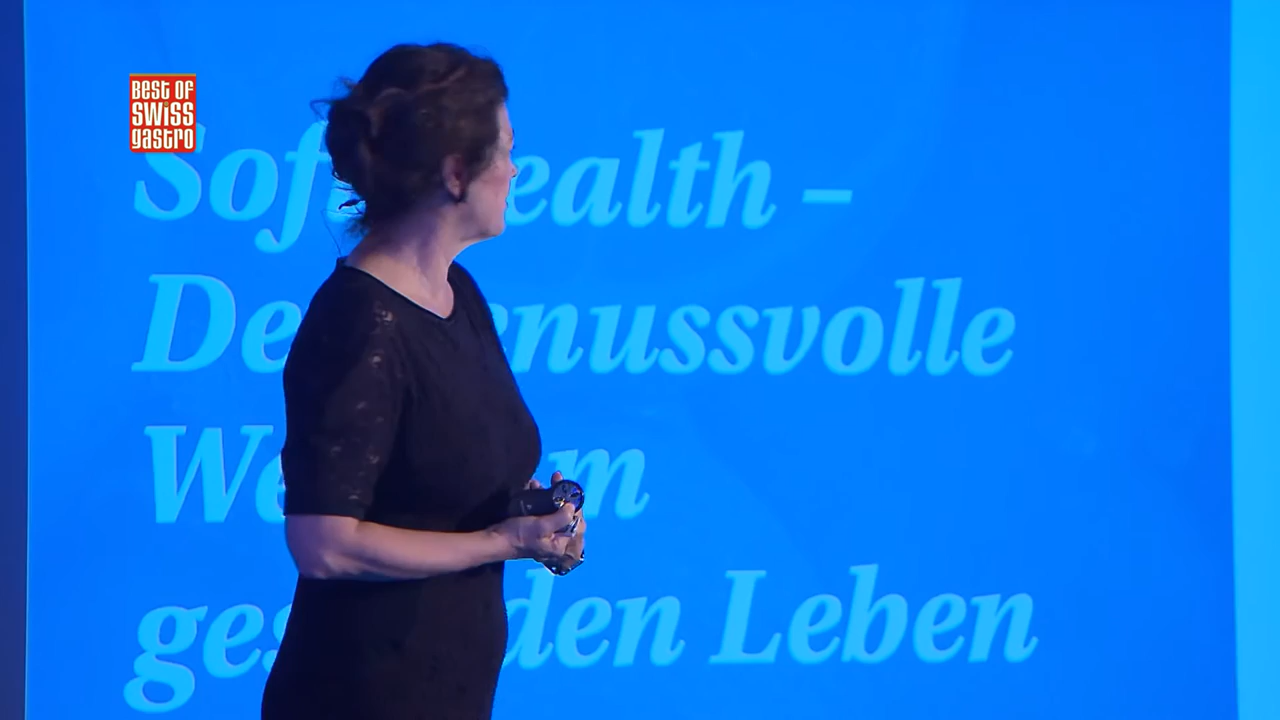 BEST OF
SWiSS
gastro
Sof ealth –
De enussvolle
We m
ges den Leben